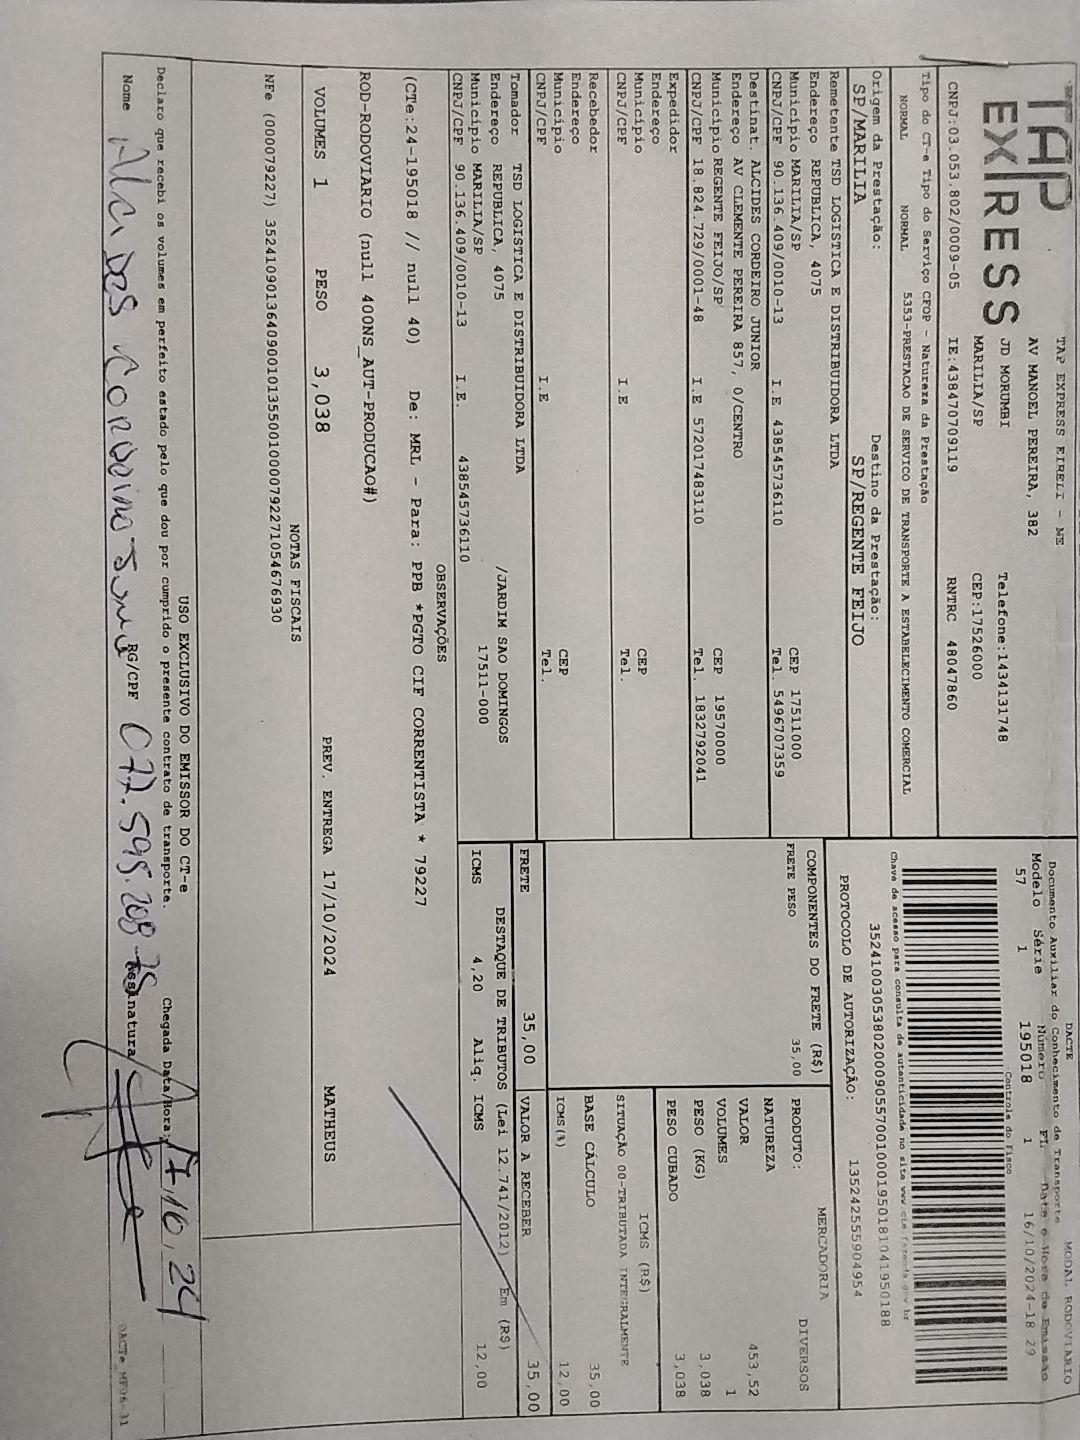 TAP
EXPRESS
TAP EXPRESS EIRELI - ME
AV MANOEL PEREIRA, 382
JD MORUMBI
Telefone:1434131748
MARILIA/SP
CEP:17526000
CNPJ:03.053.802/0009-05
IE:438470709119
RNTRC 48047860
DACTE
MODAL RODOVIARIO
Documento Auxiliar do Conhecimento de Transporte
Modelo Série Número FL Data e Hora de Emissão
57 1 195018 1 16/10/2024-18 29
Controle do Fisco
Chave de acesso para consulta de autenticidade no site www cte fazenda gov br
35241003053802000905570010001950181041950188
PROTOCOLO DE AUTORIZAÇÃO: 135242555904954
Tipo do CT-e Tipo do Serviço CFOP - Natureza da Prestação
NORMAL NORMAL 5353-PRESTACAO DE SERVICO DE TRANSPORTE A ESTABELECIMENTO COMERCIAL
Origem da Prestação: Destino da Prestação:
SP/MARILIA SP/REGENTE FEIJO
Remetente TSD LOGISTICA E DISTRIBUIDORA LTDA
Endereço REPUBLICA, 4075
Município MARILIA/SP CEP 17511000
CNPJ/CPF 90.136.409/0010-13 I.E 438545736110 Tel. 5496707359
Destinat. ALCIDES CORDEIRO JUNIOR
Endereço AV CLEMENTE PEREIRA 857, 0/CENTRO
Município REGENTE FEIJO/SP CEP 19570000
CNPJ/CPF 18.824.729/0001-48 I.E 572017483110 Tel. 1832792041
Expedidor
Endereço
Município CEP
CNPJ/CPF I.E Tel.
Recebedor
Endereço
Município CEP
CNPJ/CPF I.E Tel.
Tomador TSD LOGISTICA E DISTRIBUIDORA LTDA
Endereço REPUBLICA, 4075 /JARDIM SAO DOMINGOS
Município MARILIA/SP 17511-000
CNPJ/CPF 90.136.409/0010-13 I.E. 438545736110
COMPONENTES DO FRETE (R$)
FRETE PESO 35,00
MERCADORIA
PRODUTO: DIVERSOS
NATUREZA
VALOR 453,52
VOLUMES 1
PESO (KG) 3,038
PESO CUBADO 3,038
ICMS (R$)
SITUAÇÃO 00-TRIBUTADA INTEGRALMENTE
BASE CÁLCULO 35,00
ICMS(%) 12,00
FRETE 35,00 VALOR A RECEBER 35,00
DESTAQUE DE TRIBUTOS (Lei 12.741/2012) Em (R$)
ICMS 4,20 Aliq. ICMS 12,00
OBSERVAÇÕES
(CTe:24-195018 // null 40) De: MRL - Para: PPB *PGTO CIF CORRENTISTA * 79227
ROD-RODOVIARIO (null 400NS_AUT-PRODUCAO#)
VOLUMES 1 PESO 3,038 PREV. ENTREGA 17/10/2024 MATHEUS
NOTAS FISCAIS
NFe (000079227) 35241090136409001013550010000792271054676930
USO EXCLUSIVO DO EMISSOR DO CT-e
Declaro que recebi os volumes em perfeito estado pelo que dou por cumprido o presente contrato de transporte.
Chegada Data/Hora: 17,10,24
Nome Alcides Cordeiro Junior RG/CPF 077.595.208-75 Assinatura